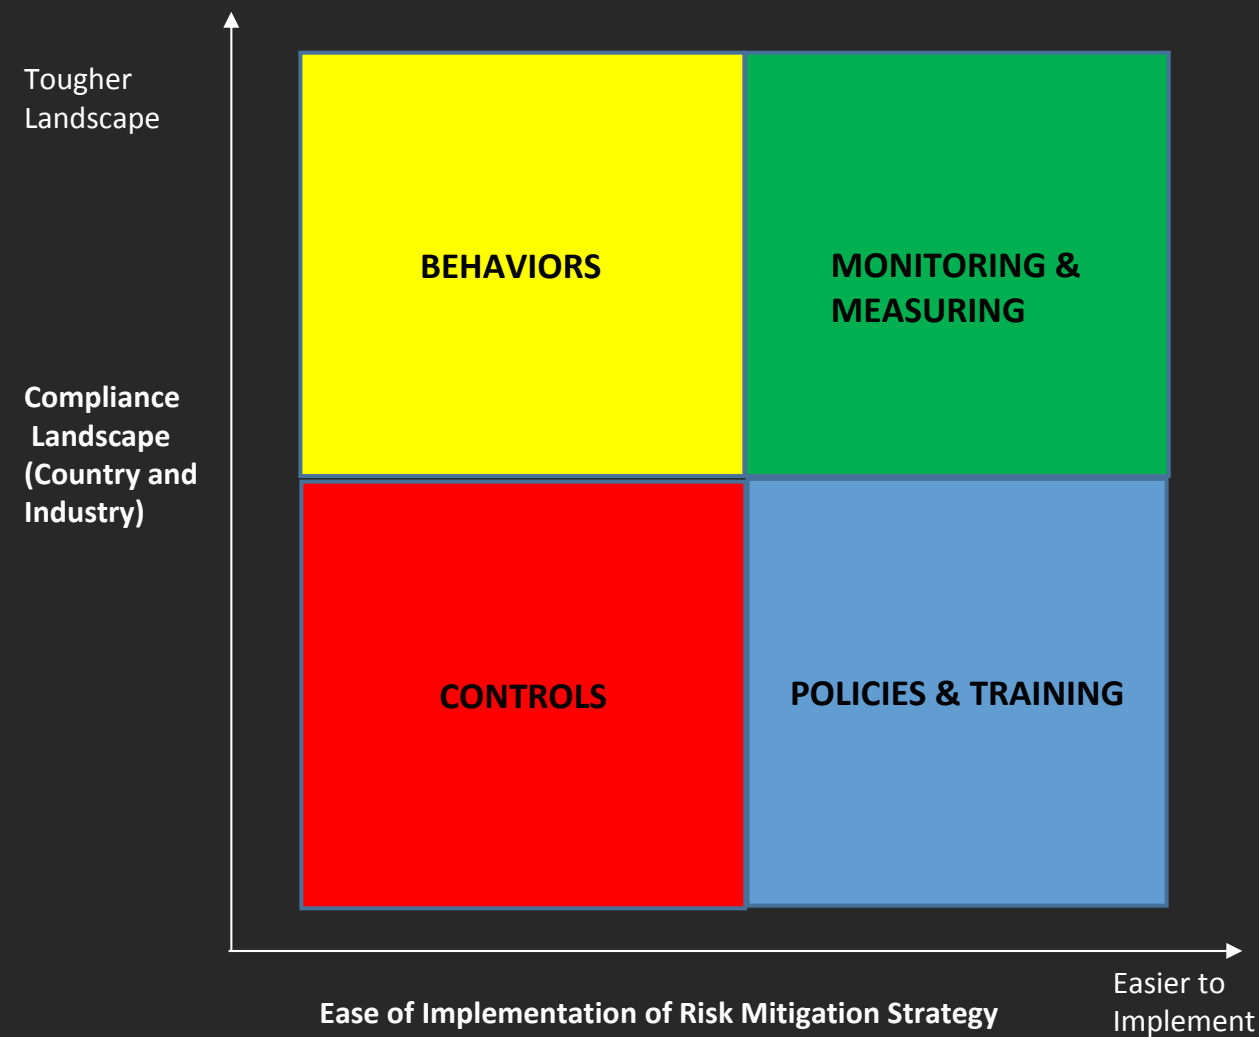 Tougher
Landscape
BEHAVIORS
MONITORING &
MEASURING
Compliance
Landscape
(Country and
Industry)
CONTROLS
POLICIES & TRAINING
Easier to
Implement
Ease of Implementation of Risk Mitigation Strategy